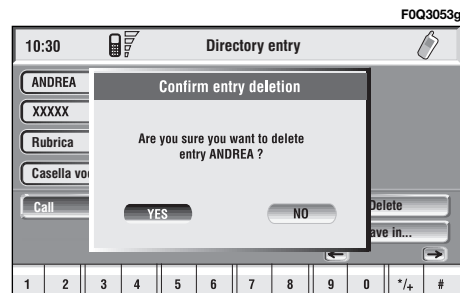 F0Q3053g
10:30 Directory entry
ANDREA
Confirm entry deletion
XXXXX
Are you sure you want to delete
entry ANDREA ?
Rubrica
Casella vo
Call
YES
NO
Delete
ave in...
1 2 3 4 5 6 7 8 9 0 */+ #